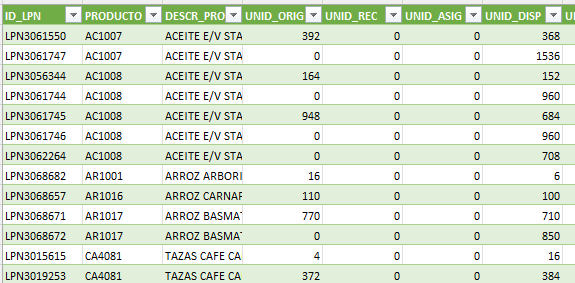 ID_LPN PRODUCTO DESCR_PRO UNID_ORIG UNID_REC UNID_ASIG UNID_DISP
LPN3061550 AC1007 ACEITE E/V STA 392 0 0 368
LPN3061747 AC1007 ACEITE E/V STA 0 0 0 1536
LPN3056344 AC1008 ACEITE E/V STA 164 0 0 152
LPN3061744 AC1008 ACEITE E/V STA 0 0 0 960
LPN3061745 AC1008 ACEITE E/V STA 948 0 0 684
LPN3061746 AC1008 ACEITE E/V STA 0 0 0 960
LPN3062264 AC1008 ACEITE E/V STA 0 0 0 708
LPN3068682 AR1001 ARROZ ARBORI 16 0 0 6
LPN3068657 AR1016 ARROZ CARNAR 110 0 0 100
LPN3068671 AR1017 ARROZ BASMAT 770 0 0 710
LPN3068672 AR1017 ARROZ BASMAT 0 0 0 850
LPN3015615 CA4081 TAZAS CAFE CA 4 0 0 16
LPN3019253 CA4081 TAZAS CAFE CA 372 0 0 384